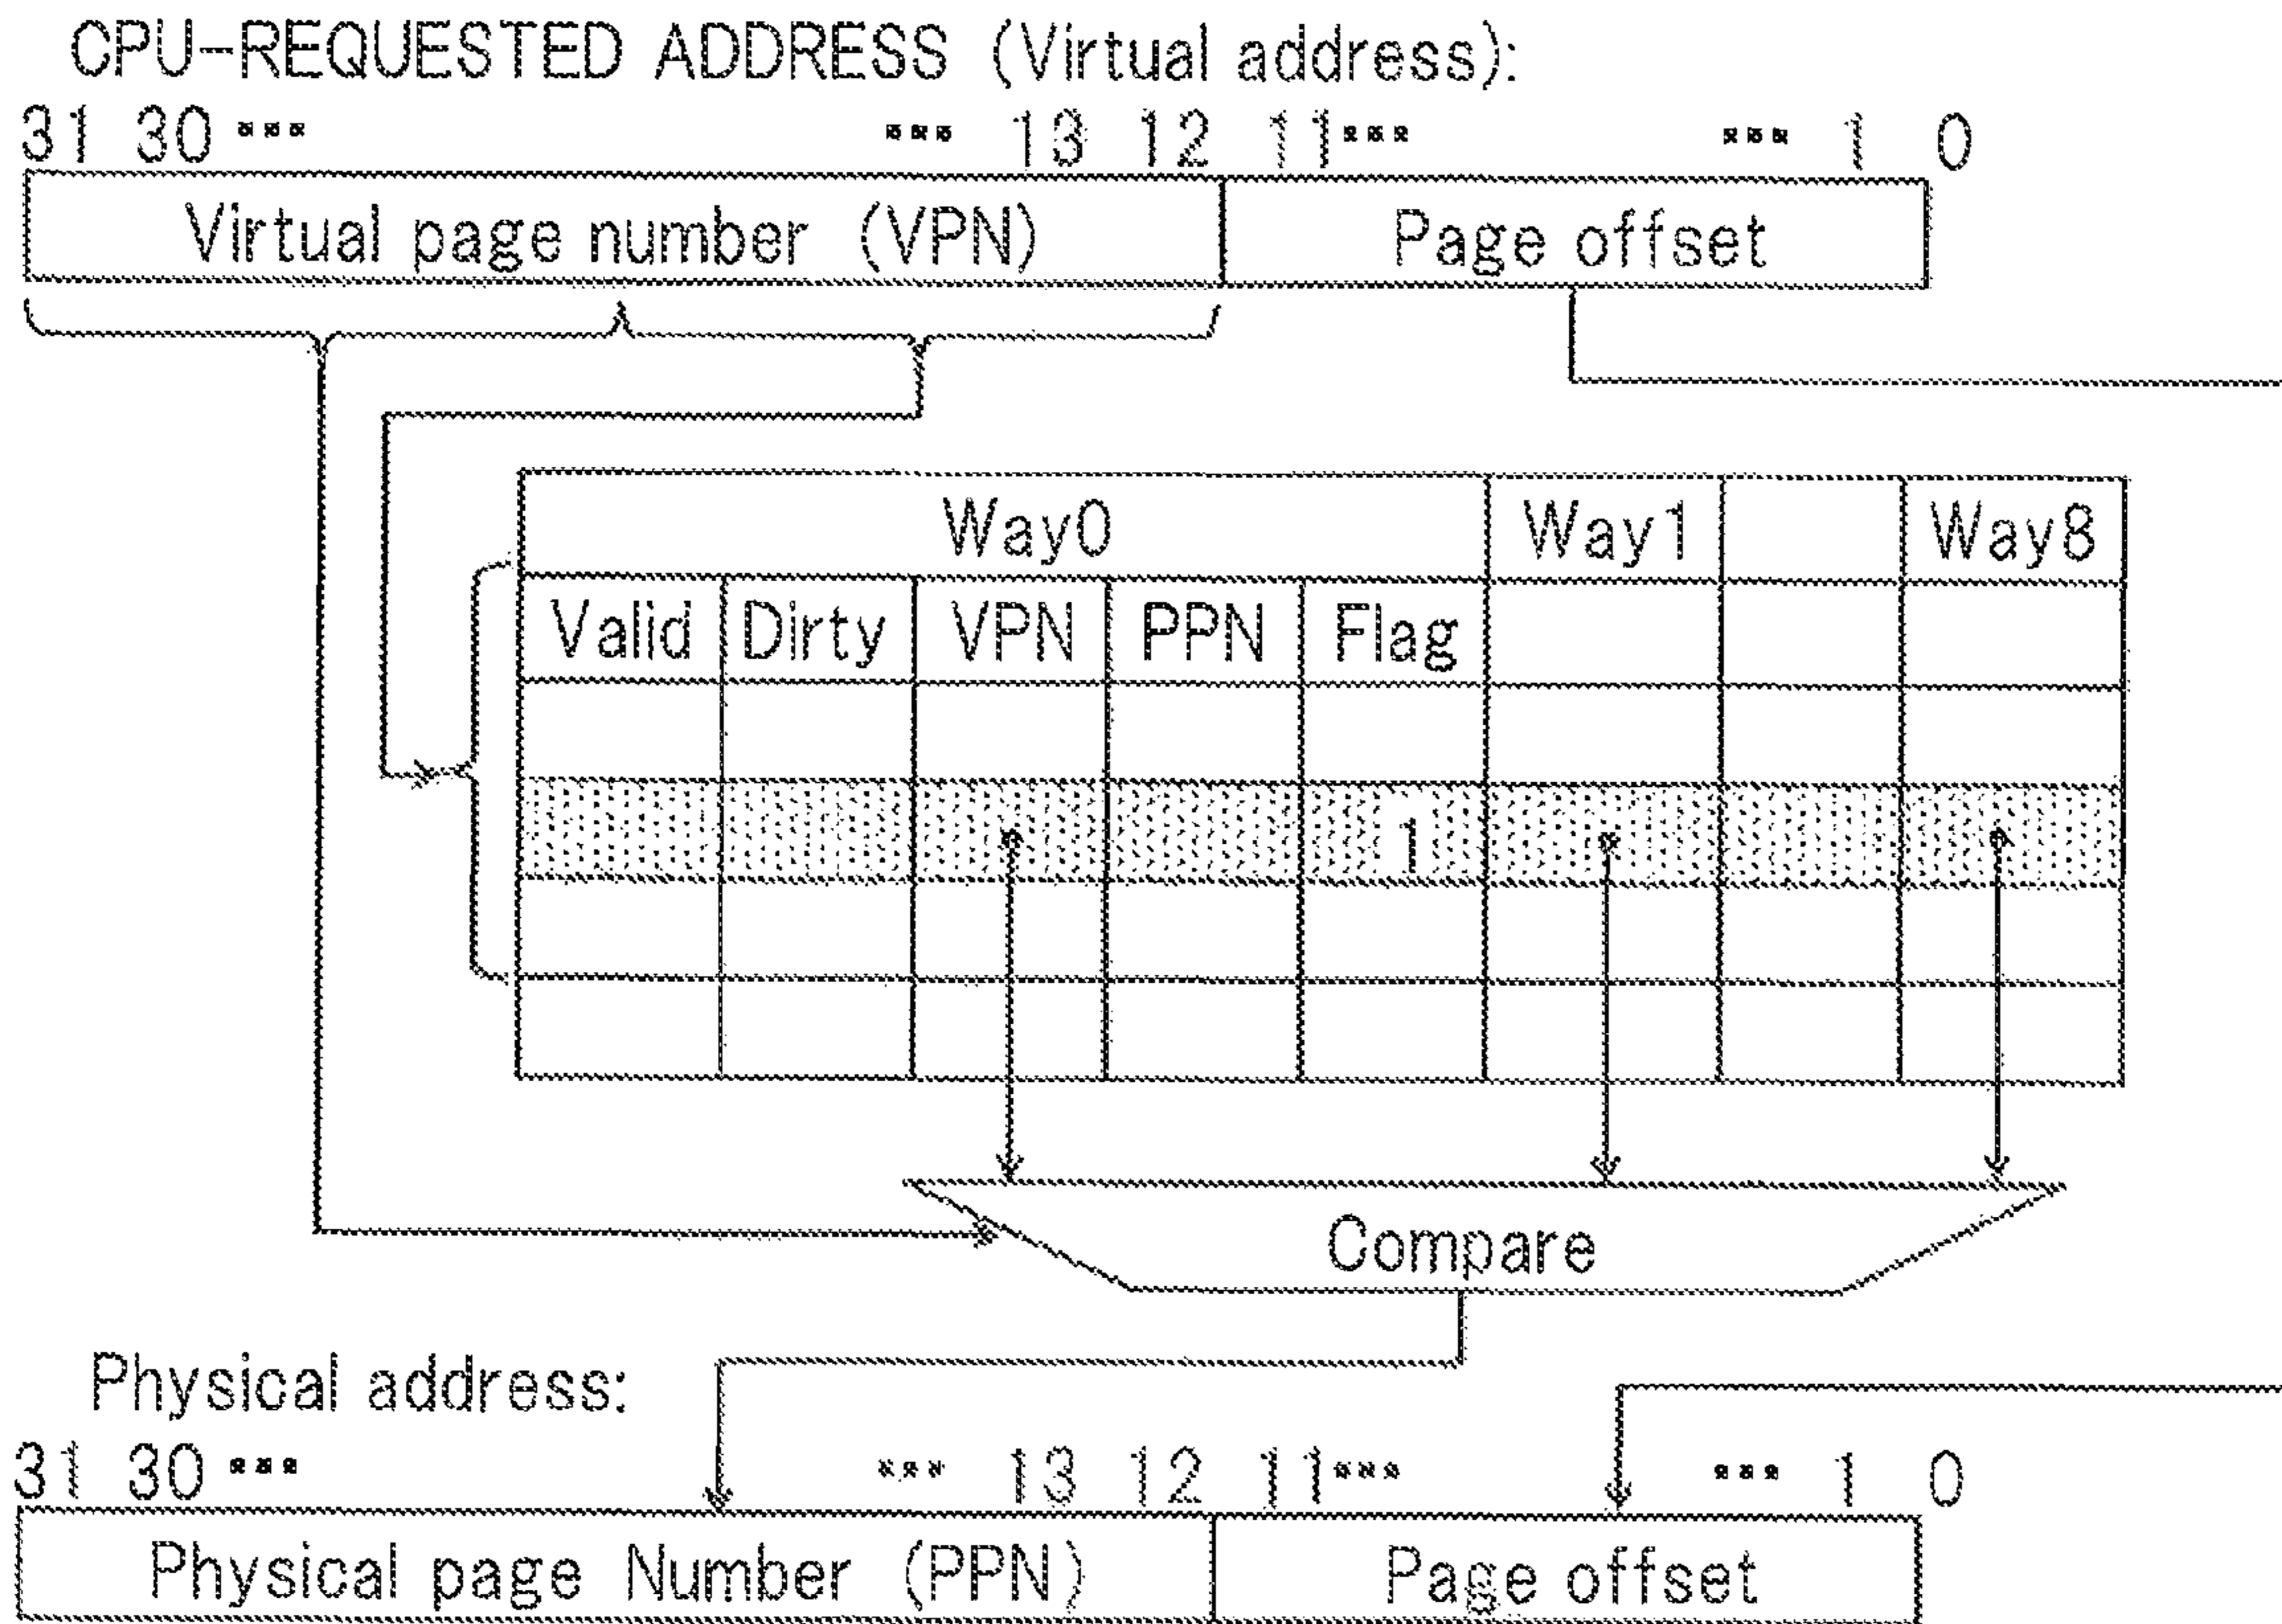 CPU-REQUESTED ADDRESS (Virtual address):
31 30 ··· ··· 13 12 11 ··· ··· 1 0
Virtual page number (VPN) Page offset
Way0 Way1 Way8
Valid Dirty VPN PPN Flag
1
Compare
Physical address:
31 30 ··· ··· 13 12 11 ··· ··· 1 0
Physical page Number (PPN) Page offset